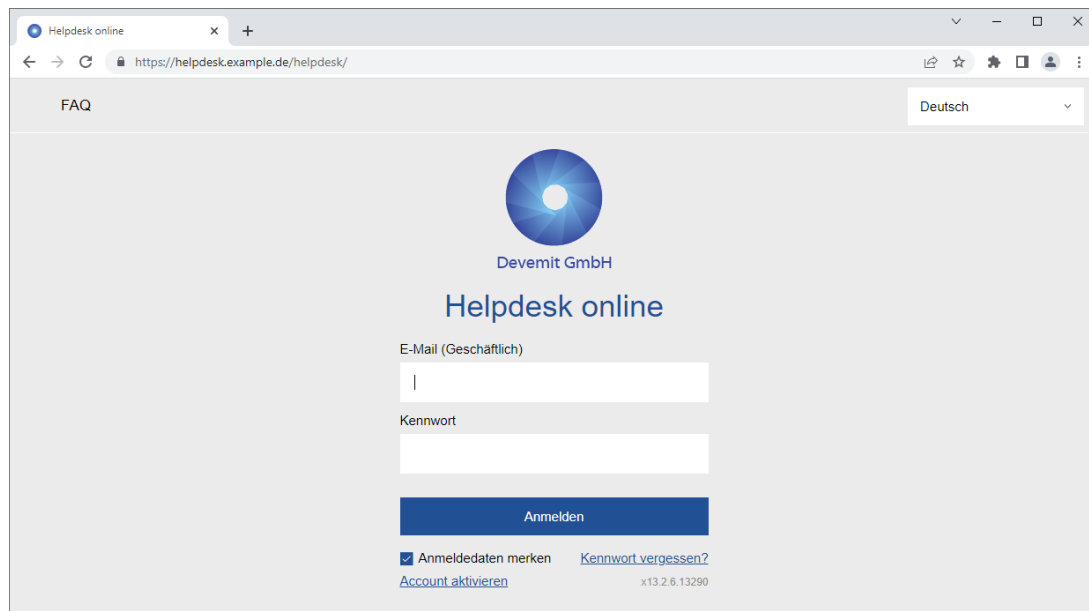 Helpdesk online
https://helpdesk.example.de/helpdesk/
FAQ
Deutsch
Devemit GmbH
Helpdesk online
E-Mail (Geschäftlich)
Kennwort
Anmelden
Anmeldedaten merken Kennwort vergessen?
Account aktivieren x13.2.6.13290